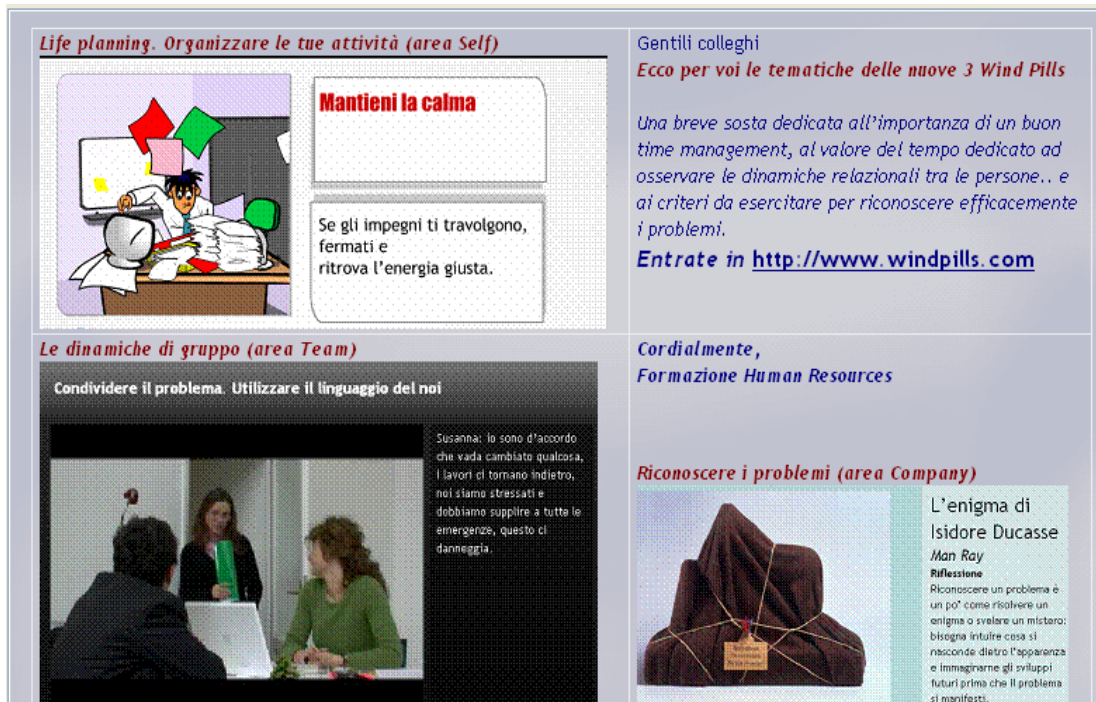 Life planning. Organizzare le tue attività (area Self)
Mantieni la calma
Se gli impegni ti travolgono,
fermati e
ritrova l'energia giusta.
Gentili colleghi
Ecco per voi le tematiche delle nuove 3 Wind Pills
Una breve sosta dedicata all'importanza di un buon
time management, al valore del tempo dedicato ad
osservare le dinamiche relazionali tra le persone.. e
ai criteri da esercitare per riconoscere efficacemente
i problemi.
Entrate in http://www.windpills.com
Le dinamiche di gruppo (area Team)
Condividere il problema. Utilizzare il linguaggio del noi
Susanna: io sono d'accordo
che vada cambiato qualcosa,
i lavori ci tornano indietro,
noi siamo stressati e
dobbiamo supplire a tutte le
emergenze, questo ci
danneggia.
Cordialmente,
Formazione Human Resources
Riconoscere i problemi (area Company)
L'enigma di
Isidore Ducasse
Man Ray
Riflessione
Riconoscere un problema è
un po' come risolvere un
enigma o svelare un mistero:
bisogna intuire cosa si
nasconde dietro l'apparenza
e immaginarne gli sviluppi
futuri prima che il problema
si manifesti.